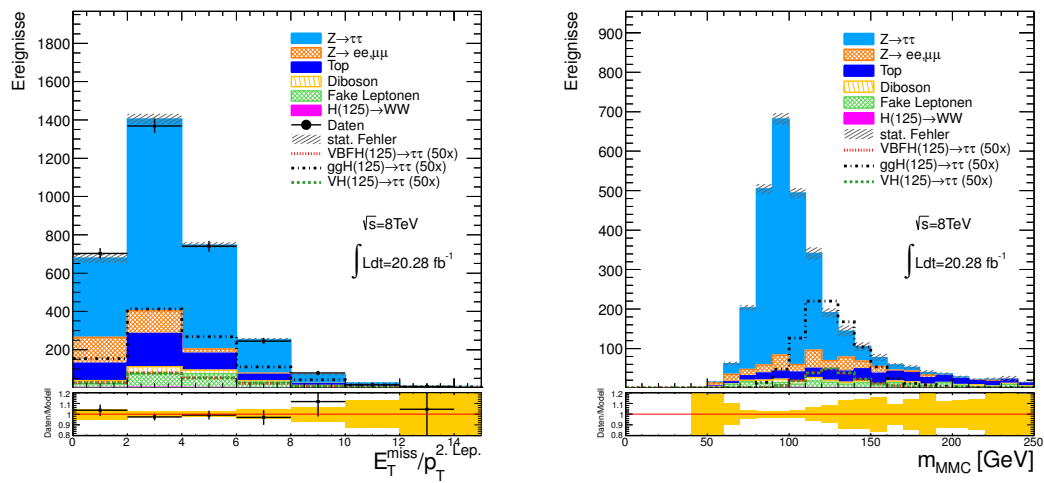 Ereignisse
1800
1600
1400
1200
1000
800
600
400
200
Z→ττ
Z→ ee,μμ
Top
Diboson
Fake Leptonen
H(125)→WW
Daten
stat. Fehler
VBFH(125)→ττ (50x)
ggH(125)→ττ (50x)
VH(125)→ττ (50x)
√s=8TeV
∫ Ldt=20.28 fb⁻¹
Daten/Modell
1.2
1.1
1.0
0.9
0.8
0 2 4 6 8 10 12 14
E_T^miss/p_T^2. Lep.
Ereignisse
900
800
700
600
500
400
300
200
100
Z→ττ
Z→ ee,μμ
Top
Diboson
Fake Leptonen
H(125)→WW
stat. Fehler
VBFH(125)→ττ (50x)
ggH(125)→ττ (50x)
VH(125)→ττ (50x)
√s=8TeV
∫ Ldt=20.28 fb⁻¹
Daten/Modell
1.2
1.1
1.0
0.9
0.8
0 50 100 150 200 250
m_MMC [GeV]